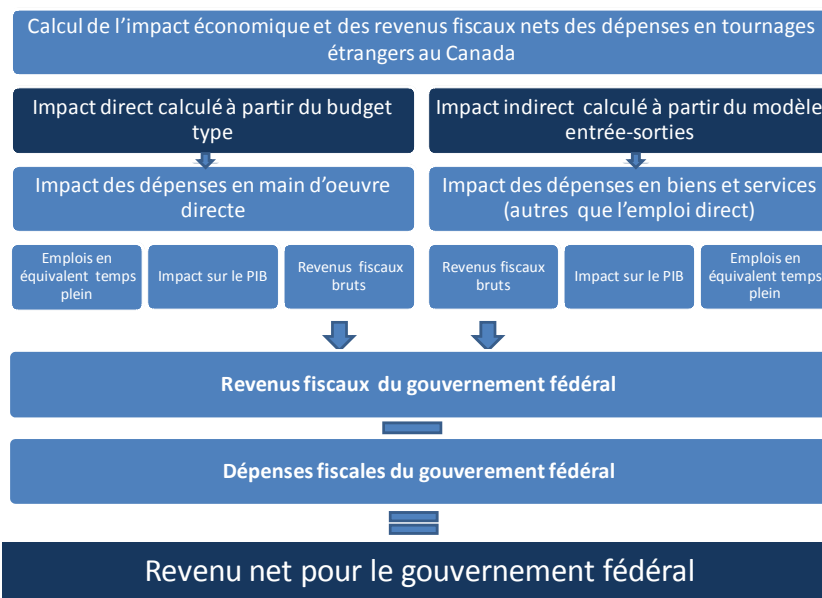 Calcul de l'impact économique et des revenus fiscaux nets des dépenses en tournages
étrangers au Canada
Impact direct calculé à partir du budget
type
Impact indirect calculé à partir du modèle
entrée-sorties
Impact des dépenses en main d'oeuvre
directe
Impact des dépenses en biens et services
(autres que l'emploi direct)
Emplois en
équivalent temps
plein
Impact sur le PIB
Revenus fiscaux
bruts
Revenus fiscaux
bruts
Impact sur le PIB
Emplois en
équivalent temps
plein
Revenus fiscaux du gouvernement fédéral
Dépenses fiscales du gouverement fédéral
Revenu net pour le gouvernement fédéral